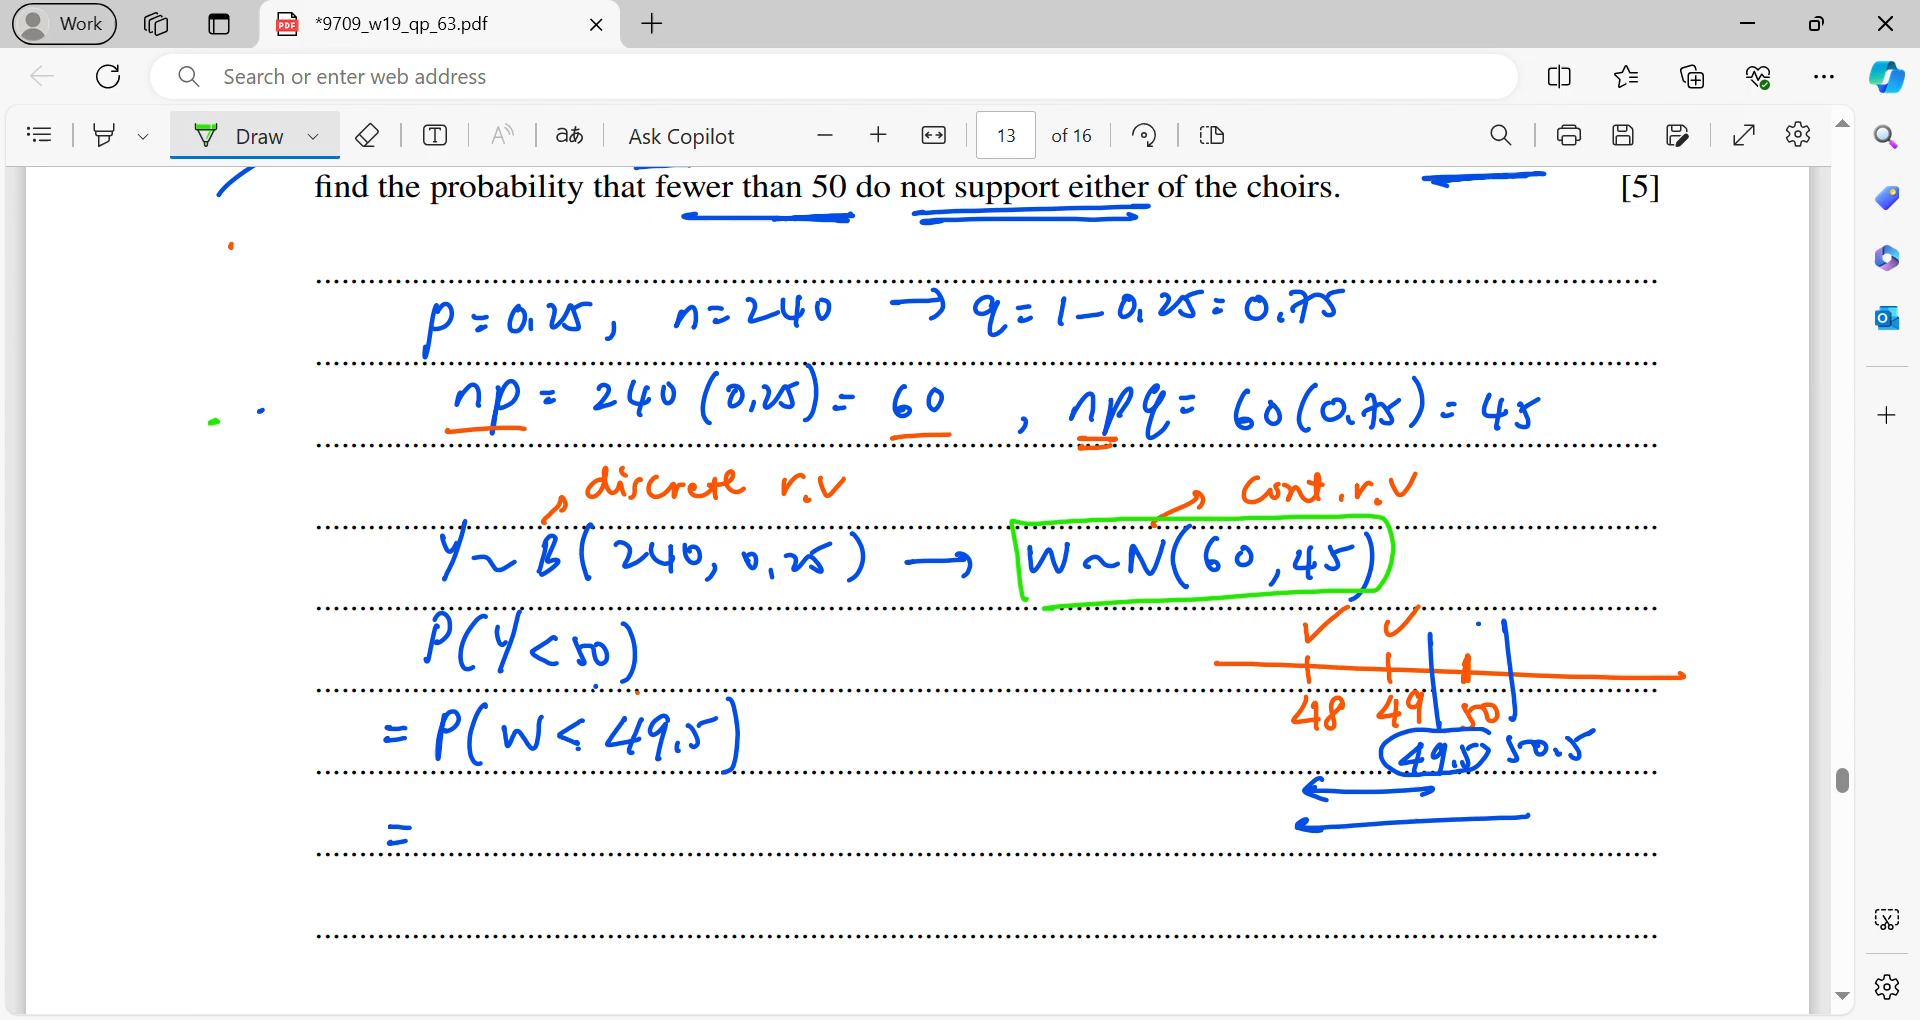 Work
*9709_w19_qp_63.pdf
Search or enter web address
Draw
T
A
aあ
Ask Copilot
13
of 16
find the probability that fewer than 50 do not support either of the choirs. [5]
p = 0.25, n = 240 → q = 1 - 0.25 = 0.75
np = 240 (0.25) = 60 , npq = 60(0.75) = 45
discrete r.v
cont. r.v
Y ~ B(240, 0.25) → W ~ N(60, 45)
P(Y < 50)
48 49 50
= P(W < 49.5)
49.5 50.5
=